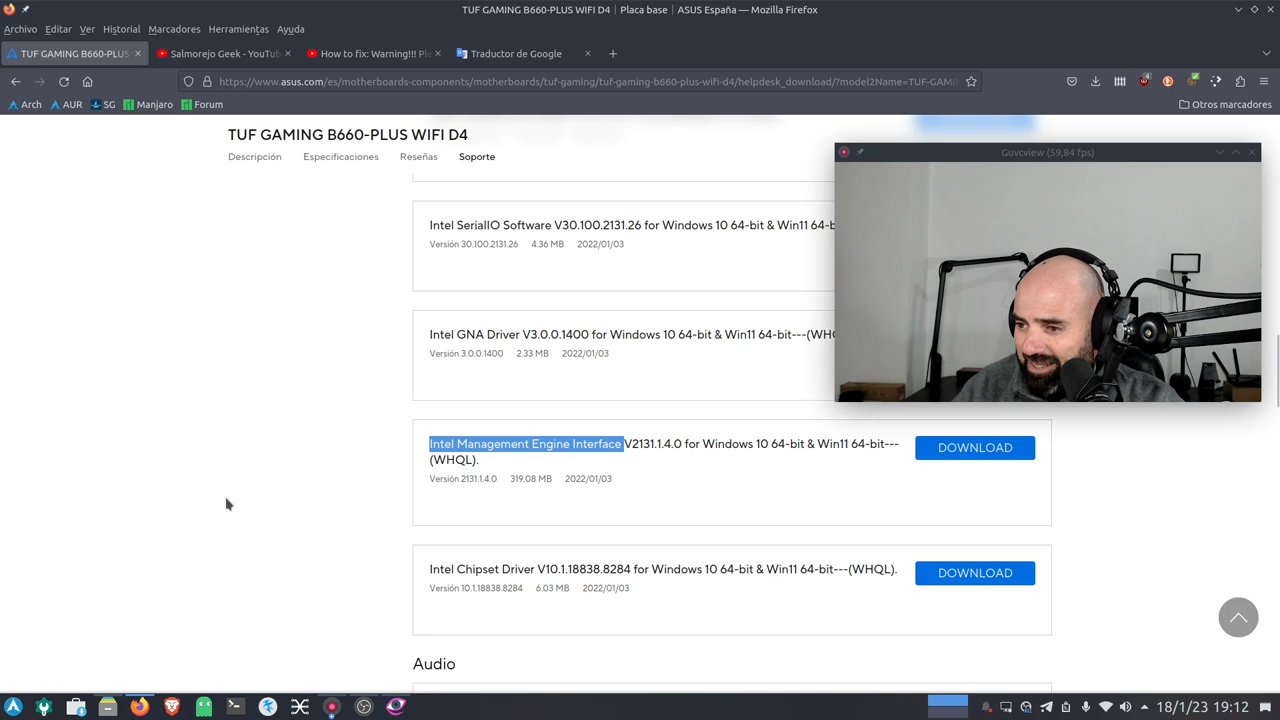 TUF GAMING B660-PLUS WIFI D4 | Placa base | ASUS España — Mozilla Firefox
Archivo Editar Ver Historial Marcadores Herramientas Ayuda
TUF GAMING B660-PLUS
Salmorejo Geek - YouTub
How to fix: Warning!!! Ple
Traductor de Google
https://www.asus.com/es/motherboards-components/motherboards/tuf-gaming/tuf-gaming-b660-plus-wifi-d4/helpdesk_download/?model2Name=TUF-GAMI
Arch AUR SG Manjaro Forum
Otros marcadores
TUF GAMING B660-PLUS WIFI D4
Descripción Especificaciones Reseñas Soporte
Guvcview (59,84 fps)
Intel SerialIO Software V30.100.2131.26 for Windows 10 64-bit & Win11 64-b
Versión 30.100.2131.26 4.36 MB 2022/01/03
Intel GNA Driver V3.0.0.1400 for Windows 10 64-bit & Win11 64-bit---(WHQ
Versión 3.0.0.1400 2.33 MB 2022/01/03
Intel Management Engine Interface V2131.1.4.0 for Windows 10 64-bit & Win11 64-bit---
(WHQL).
DOWNLOAD
Versión 2131.1.4.0 319.08 MB 2022/01/03
Intel Chipset Driver V10.1.18838.8284 for Windows 10 64-bit & Win11 64-bit---(WHQL).
DOWNLOAD
Versión 10.1.18838.8284 6.03 MB 2022/01/03
Audio
18/1/23 19:12